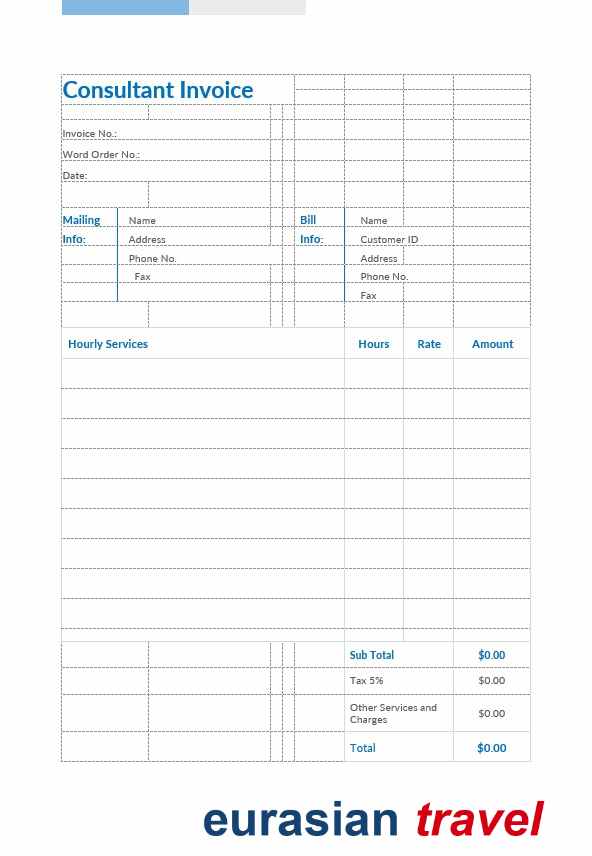 Consultant Invoice
Invoice No.:
Word Order No.:
Date:
Mailing Info:
Name
Address
Phone No.
Fax
Bill Info:
Name
Customer ID
Address
Phone No.
Fax
Hourly Services Hours Rate Amount
Sub Total $0.00
Tax 5% $0.00
Other Services and
Charges $0.00
Total $0.00
eurasian travel